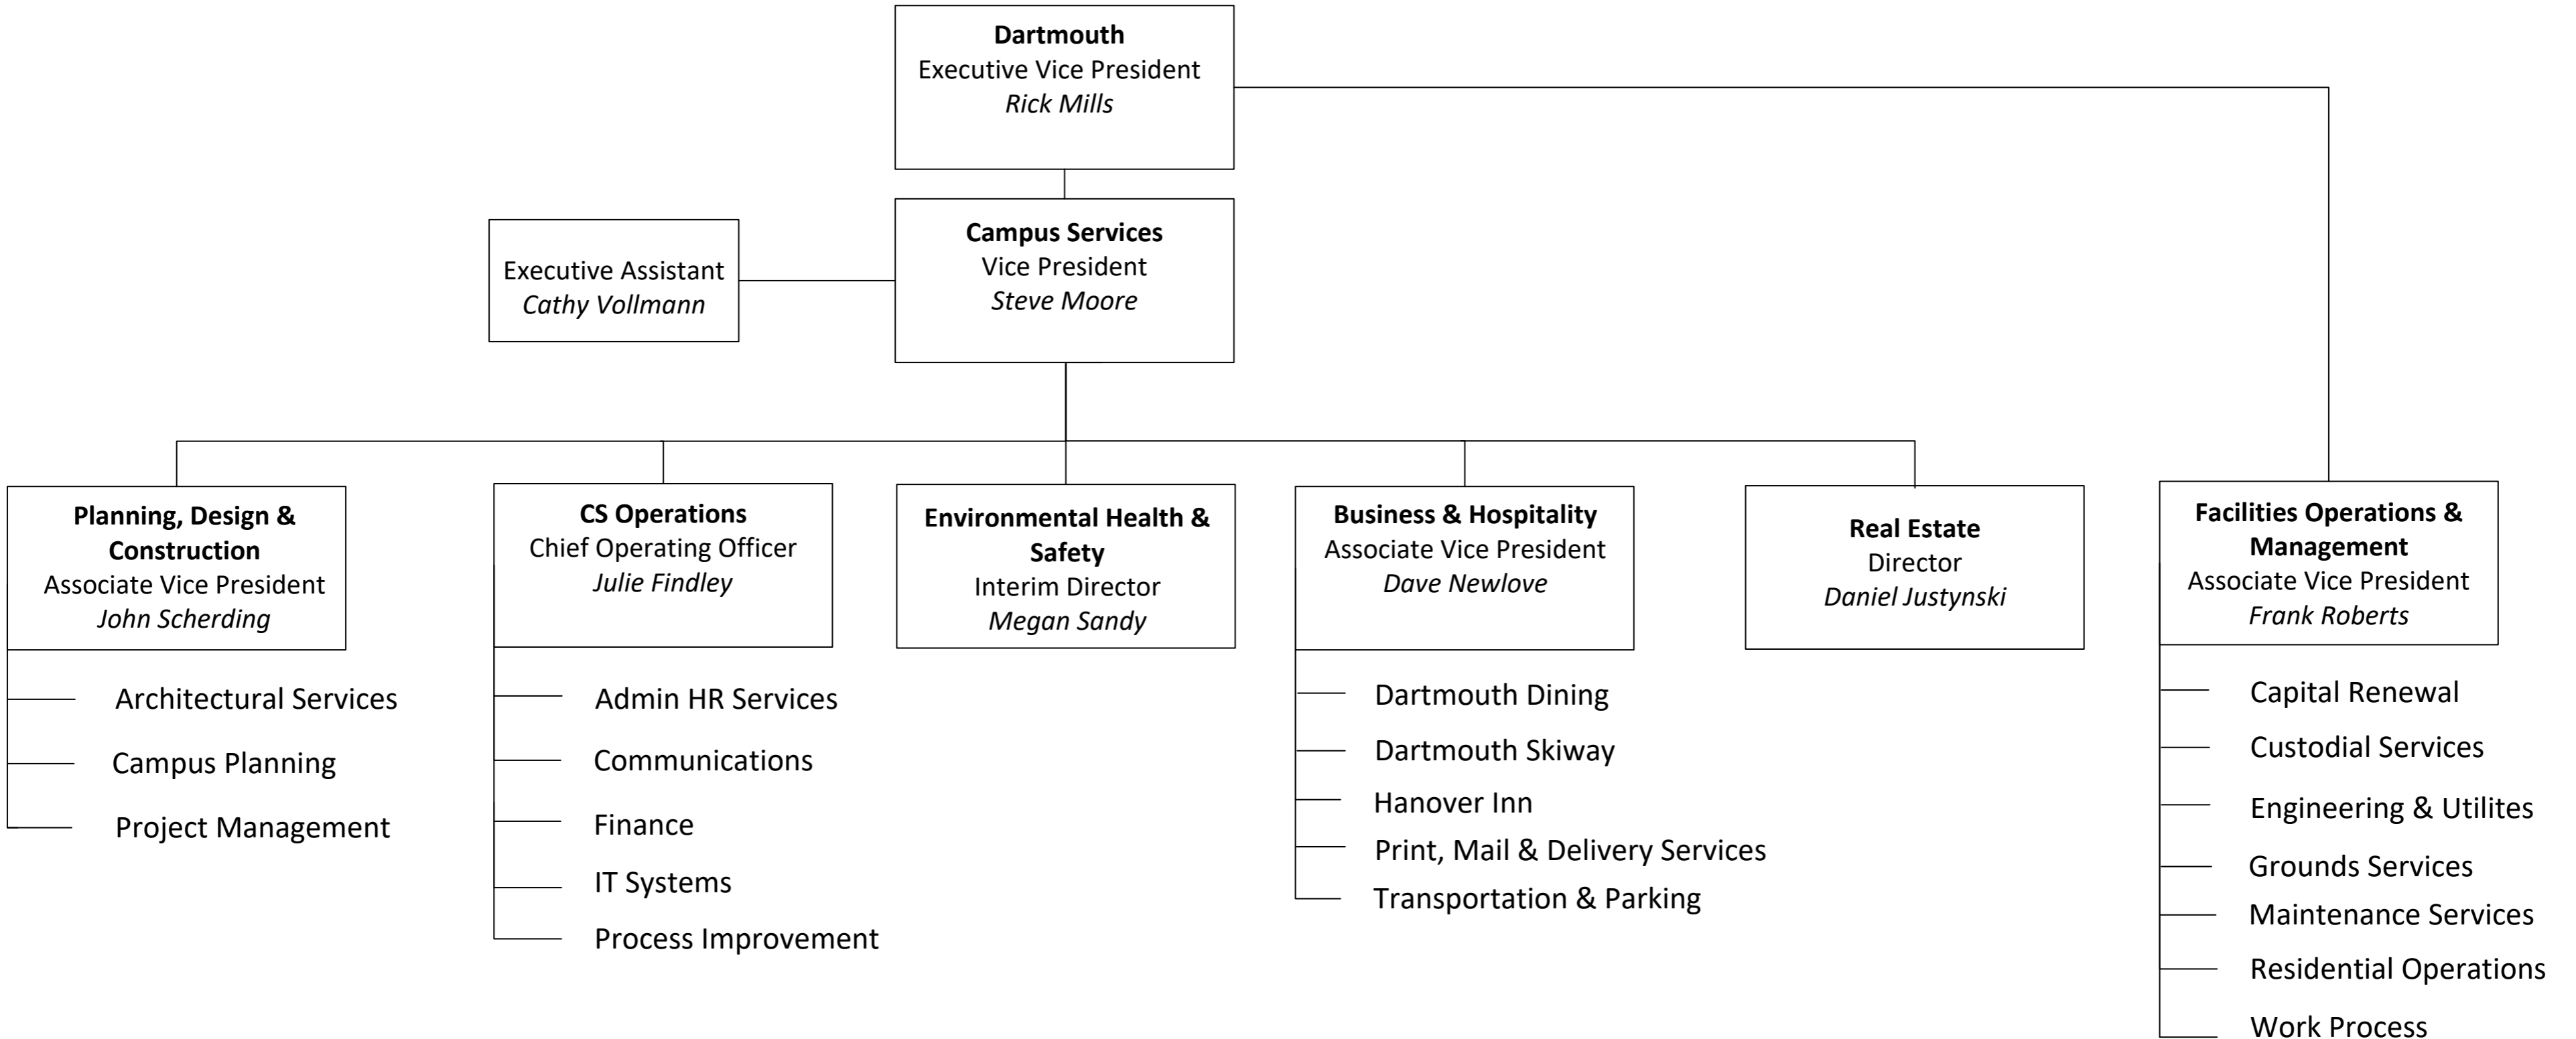 Dartmouth
Executive Vice President
Rick Mills
Executive Assistant
Cathy Vollmann
Campus Services
Vice President
Steve Moore
Planning, Design &
Construction
Associate Vice President
John Scherding
Architectural Services
Campus Planning
Project Management
CS Operations
Chief Operating Officer
Julie Findley
Admin HR Services
Communications
Finance
IT Systems
Process Improvement
Environmental Health &
Safety
Interim Director
Megan Sandy
Business & Hospitality
Associate Vice President
Dave Newlove
Dartmouth Dining
Dartmouth Skiway
Hanover Inn
Print, Mail & Delivery Services
Transportation & Parking
Real Estate
Director
Daniel Justynski
Facilities Operations &
Management
Associate Vice President
Frank Roberts
Capital Renewal
Custodial Services
Engineering & Utilites
Grounds Services
Maintenance Services
Residential Operations
Work Process